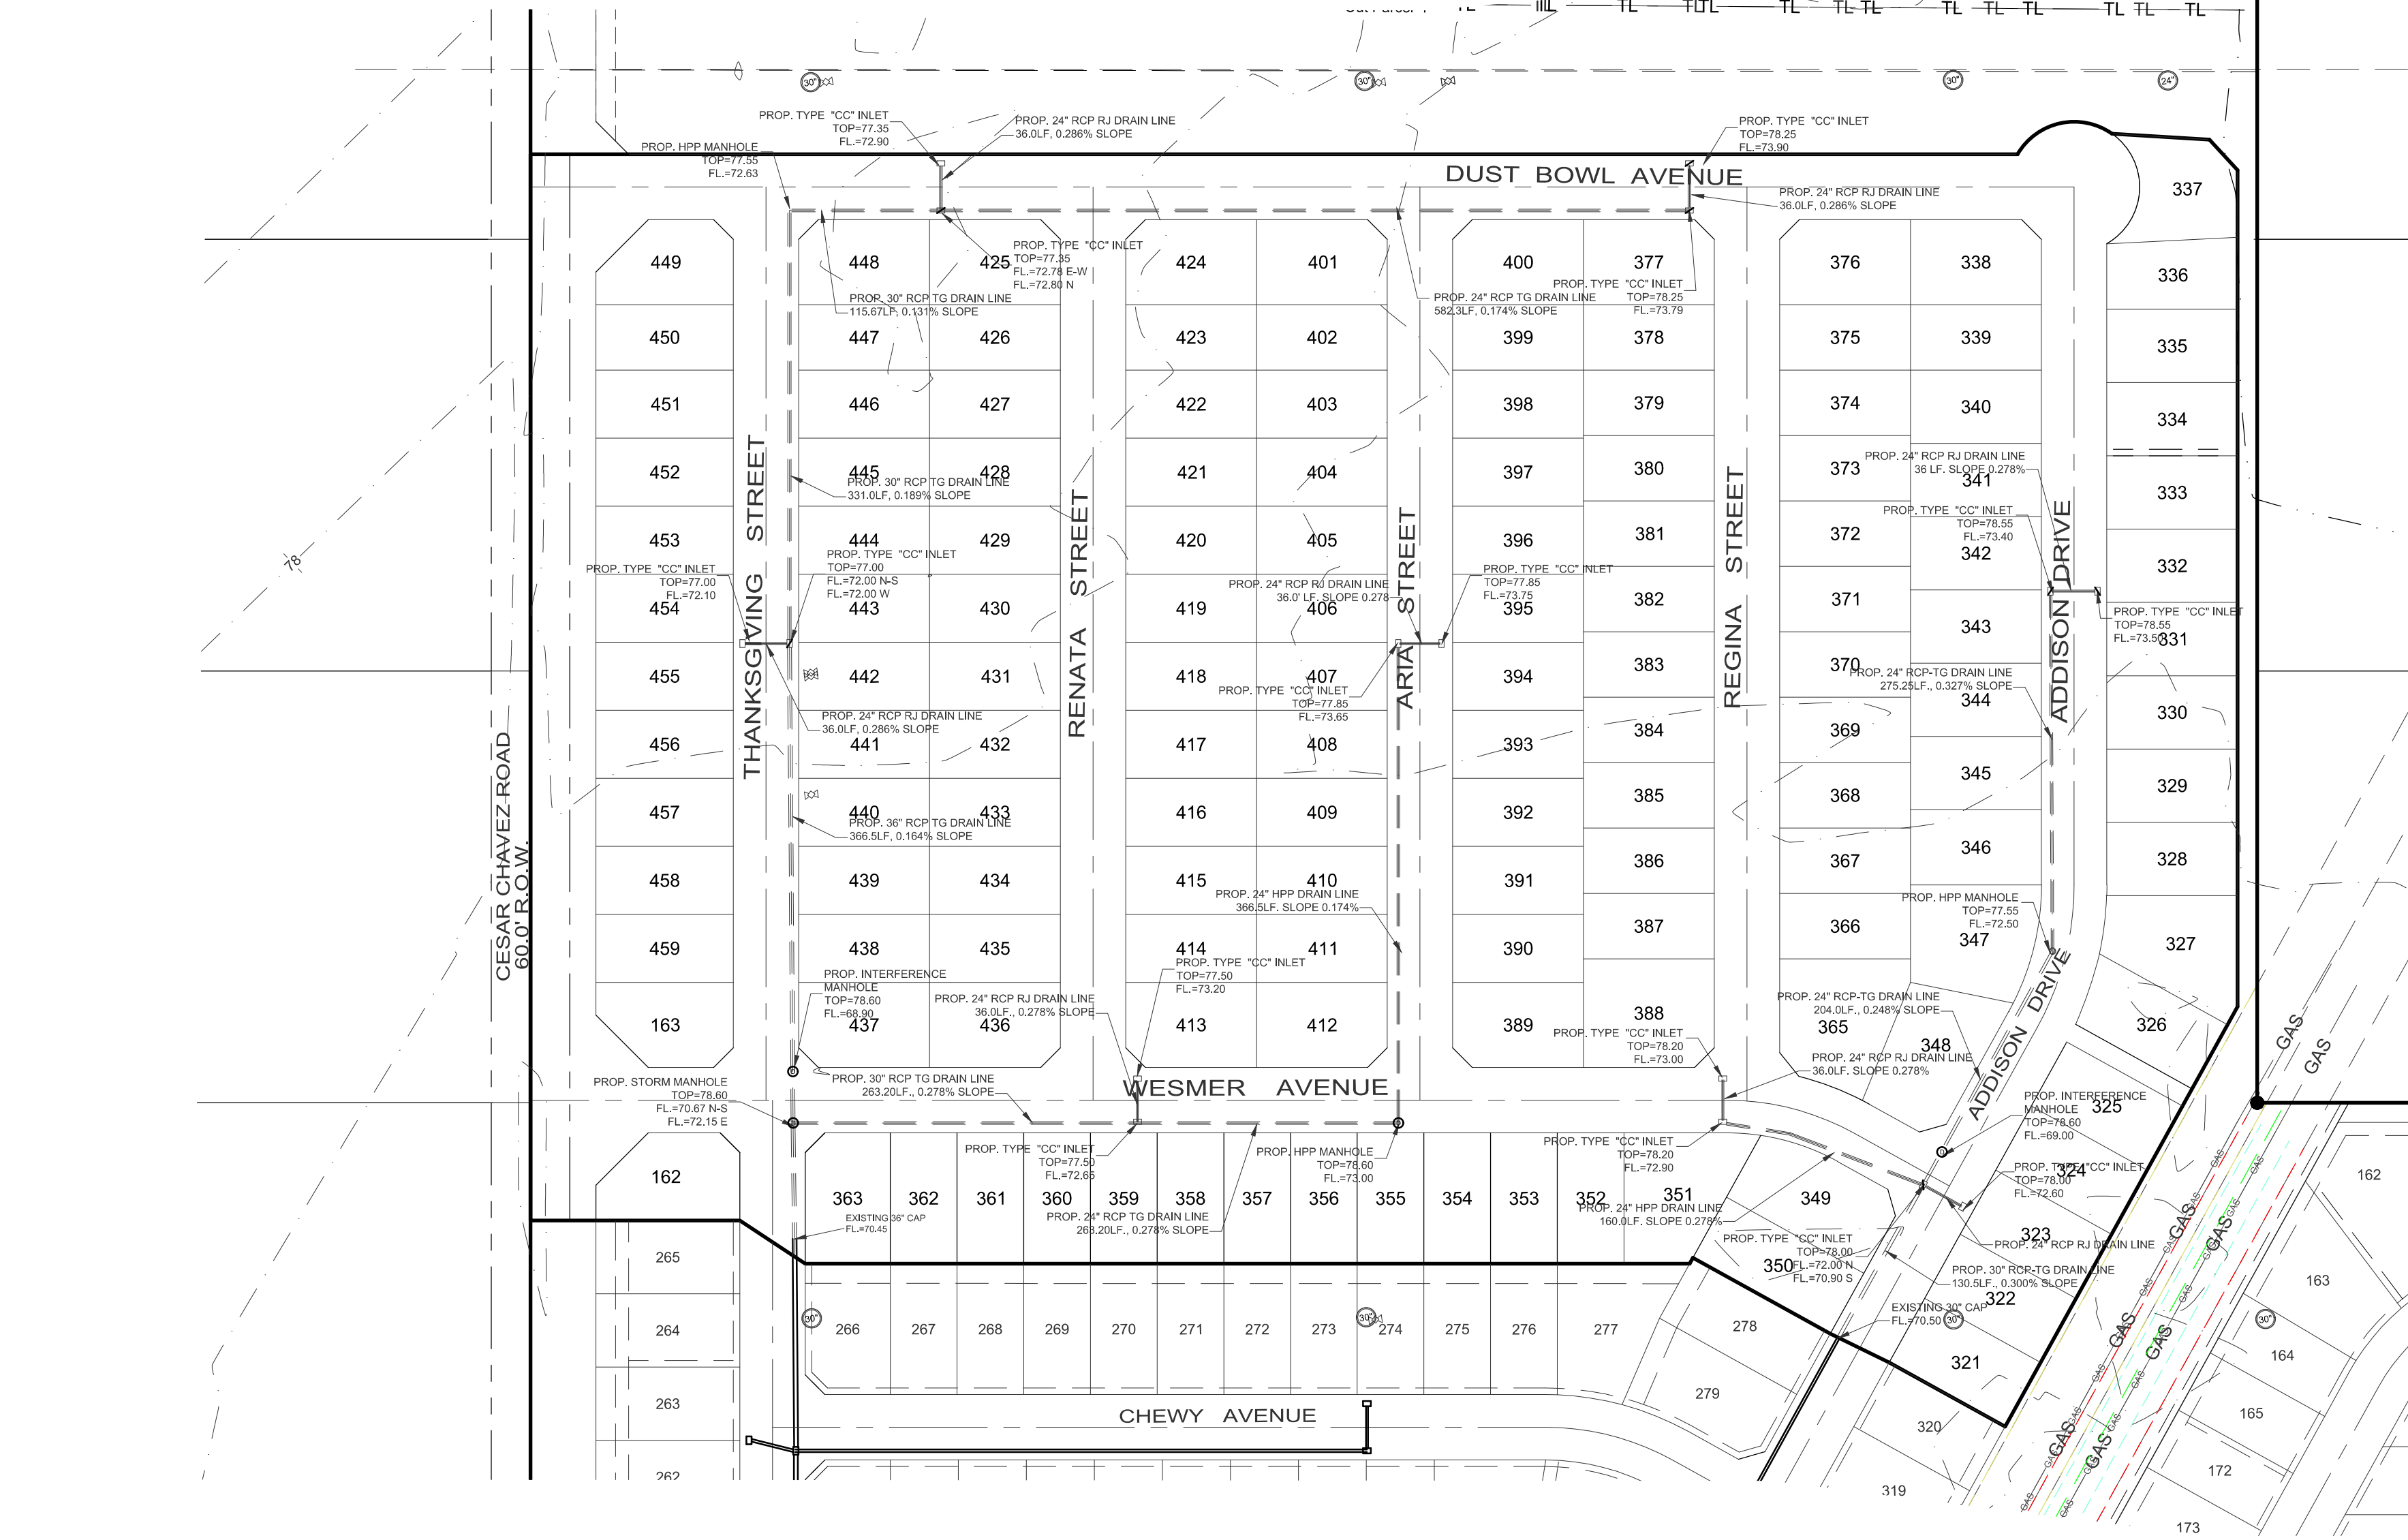 TL TL TL TL TL TL TL TL TL TL TL TL
30"
30"
30"
24"
PROP. TYPE "CC" INLET
TOP=77.35
FL.=72.90
PROP. 24" RCP RJ DRAIN LINE
36.0LF, 0.286% SLOPE
PROP. TYPE "CC" INLET
TOP=78.25
FL.=73.90
PROP. HPP MANHOLE
TOP=77.55
FL.=72.63
DUST BOWL AVENUE
PROP. 24" RCP RJ DRAIN LINE
36.0LF, 0.286% SLOPE
337
449
448
425
424
401
400
377
376
338
336
PROP. TYPE "CC" INLET
TOP=77.35
FL.=72.78 E-W
FL.=72.80 N
PROP. 30" RCP TG DRAIN LINE
115.67LF, 0.131% SLOPE
PROP. 24" RCP TG DRAIN LINE
582.3LF, 0.174% SLOPE
PROP. TYPE "CC" INLET
TOP=78.25
FL.=73.79
450
447
426
423
402
399
378
375
339
335
451
446
427
422
403
398
379
374
340
334
452
445
428
421
404
397
380
373
341
333
PROP. 30" RCP TG DRAIN LINE
331.0LF, 0.189% SLOPE
PROP. 24" RCP RJ DRAIN LINE
36 LF. SLOPE 0.278%
PROP. TYPE "CC" INLET
TOP=78.55
FL.=73.40
453
444
429
420
405
396
381
372
342
332
78
PROP. TYPE "CC" INLET
TOP=77.00
FL.=72.10
PROP. TYPE "CC" INLET
TOP=77.00
FL.=72.00 N-S
FL.=72.00 W
PROP. 24" RCP RJ DRAIN LINE
36.0' LF. SLOPE 0.278
PROP. TYPE "CC" INLET
TOP=77.85
FL.=73.75
PROP. TYPE "CC" INLET
TOP=78.55
FL.=73.50
454
443
430
419
406
395
382
371
343
331
THANKSGIVING STREET
RENATA STREET
ARIA STREET
REGINA STREET
ADDISON DRIVE
455
442
431
418
407
394
383
370
344
330
PROP. TYPE "CC" INLET
TOP=77.85
FL.=73.65
PROP. 24" RCP-TG DRAIN LINE
275.25LF., 0.327% SLOPE
PROP. 24" RCP RJ DRAIN LINE
36.0LF, 0.286% SLOPE
456
441
432
417
408
393
384
369
345
329
457
440
433
416
409
392
385
368
346
328
PROP. 36" RCP TG DRAIN LINE
366.5LF, 0.164% SLOPE
CESAR CHAVEZ ROAD
60.0' R.O.W.
458
439
434
415
410
391
386
367
347
327
PROP. 24" HPP DRAIN LINE
366.5LF. SLOPE 0.174%
PROP. HPP MANHOLE
TOP=77.55
FL.=72.50
459
438
435
414
411
390
387
366
PROP. INTERFERENCE
MANHOLE
TOP=78.60
FL.=68.90
PROP. 24" RCP RJ DRAIN LINE
36.0LF., 0.278% SLOPE
PROP. TYPE "CC" INLET
TOP=77.50
FL.=73.20
PROP. 24" RCP-TG DRAIN LINE
204.0LF., 0.248% SLOPE
163
437
436
413
412
389
388
365
348
326
PROP. TYPE "CC" INLET
TOP=78.20
FL.=73.00
PROP. 24" RCP RJ DRAIN LINE
36.0LF. SLOPE 0.278%
ADDISON DRIVE
PROP. STORM MANHOLE
TOP=78.60
FL.=70.67 N-S
FL.=72.15 E
PROP. 30" RCP TG DRAIN LINE
263.20LF., 0.278% SLOPE
WESMER AVENUE
PROP. INTERFERENCE
MANHOLE
TOP=78.60
FL.=69.00
325
PROP. TYPE "CC" INLET
TOP=77.50
FL.=72.65
PROP. HPP MANHOLE
TOP=78.60
FL.=73.00
PROP. TYPE "CC" INLET
TOP=78.20
FL.=72.90
PROP. TYPE "CC" INLET
TOP=78.00
FL.=72.60
324
162
363
362
361
360
359
358
357
356
355
354
353
352
351
349
162
EXISTING 36" CAP
FL.=70.45
PROP. 24" RCP TG DRAIN LINE
263.20LF., 0.278% SLOPE
PROP. 24" HPP DRAIN LINE
160.0LF. SLOPE 0.278%
PROP. TYPE "CC" INLET
TOP=78.00
FL.=72.00 N
FL.=70.90 S
350
323
PROP. 24" RCP RJ DRAIN LINE
PROP. 30" RCP-TG DRAIN LINE
130.5LF., 0.300% SLOPE
322
EXISTING 30" CAP
FL.=70.50
265
163
264
30"
266
267
268
269
270
271
272
273
30"
274
275
276
277
278
30"
30"
321
164
263
279
165
CHEWY AVENUE
320
262
319
172
173
GAS
GAS
GAS
GAS
GAS
GAS
GAS
GAS